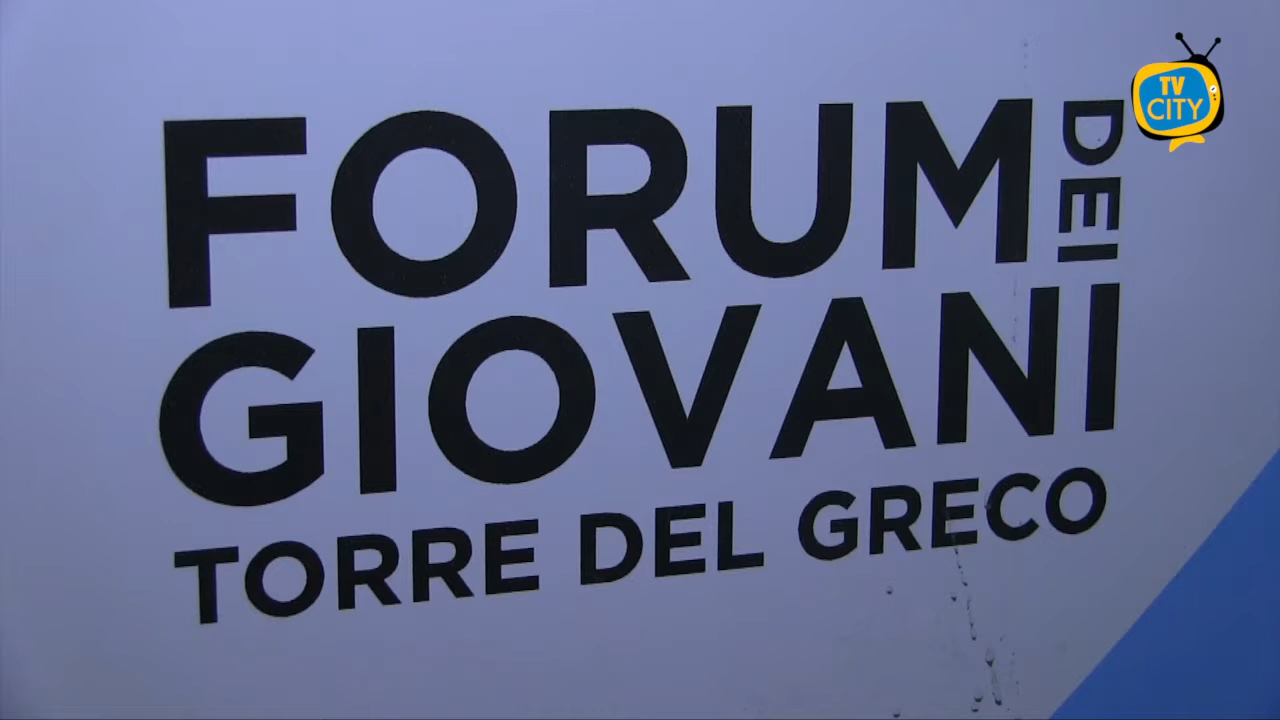 FORUM DEI
GIOVANI
TORRE DEL GRECO
TV
CITY